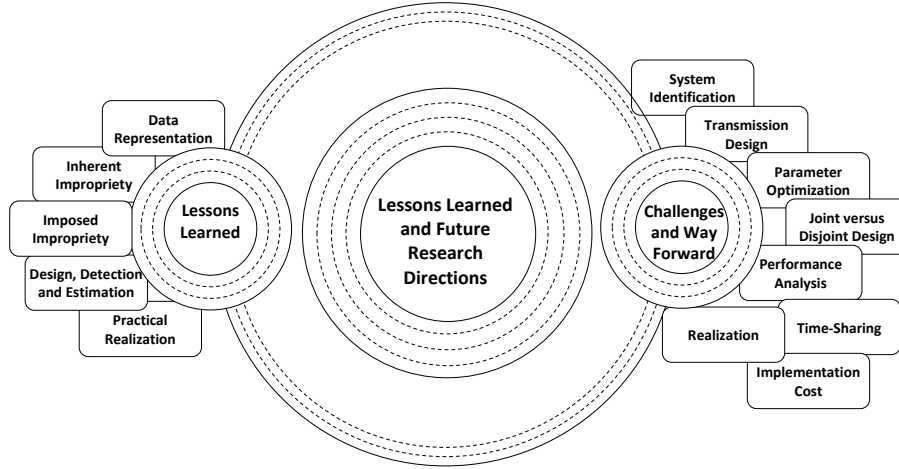 Data
Representation
Inherent
Impropriety
Imposed
Impropriety
Design, Detection
and Estimation
Practical
Realization
Lessons
Learned
Lessons Learned
and Future
Research
Directions
Challenges
and Way
Forward
System
Identification
Transmission
Design
Parameter
Optimization
Joint versus
Disjoint Design
Performance
Analysis
Time-Sharing
Realization
Implementation
Cost